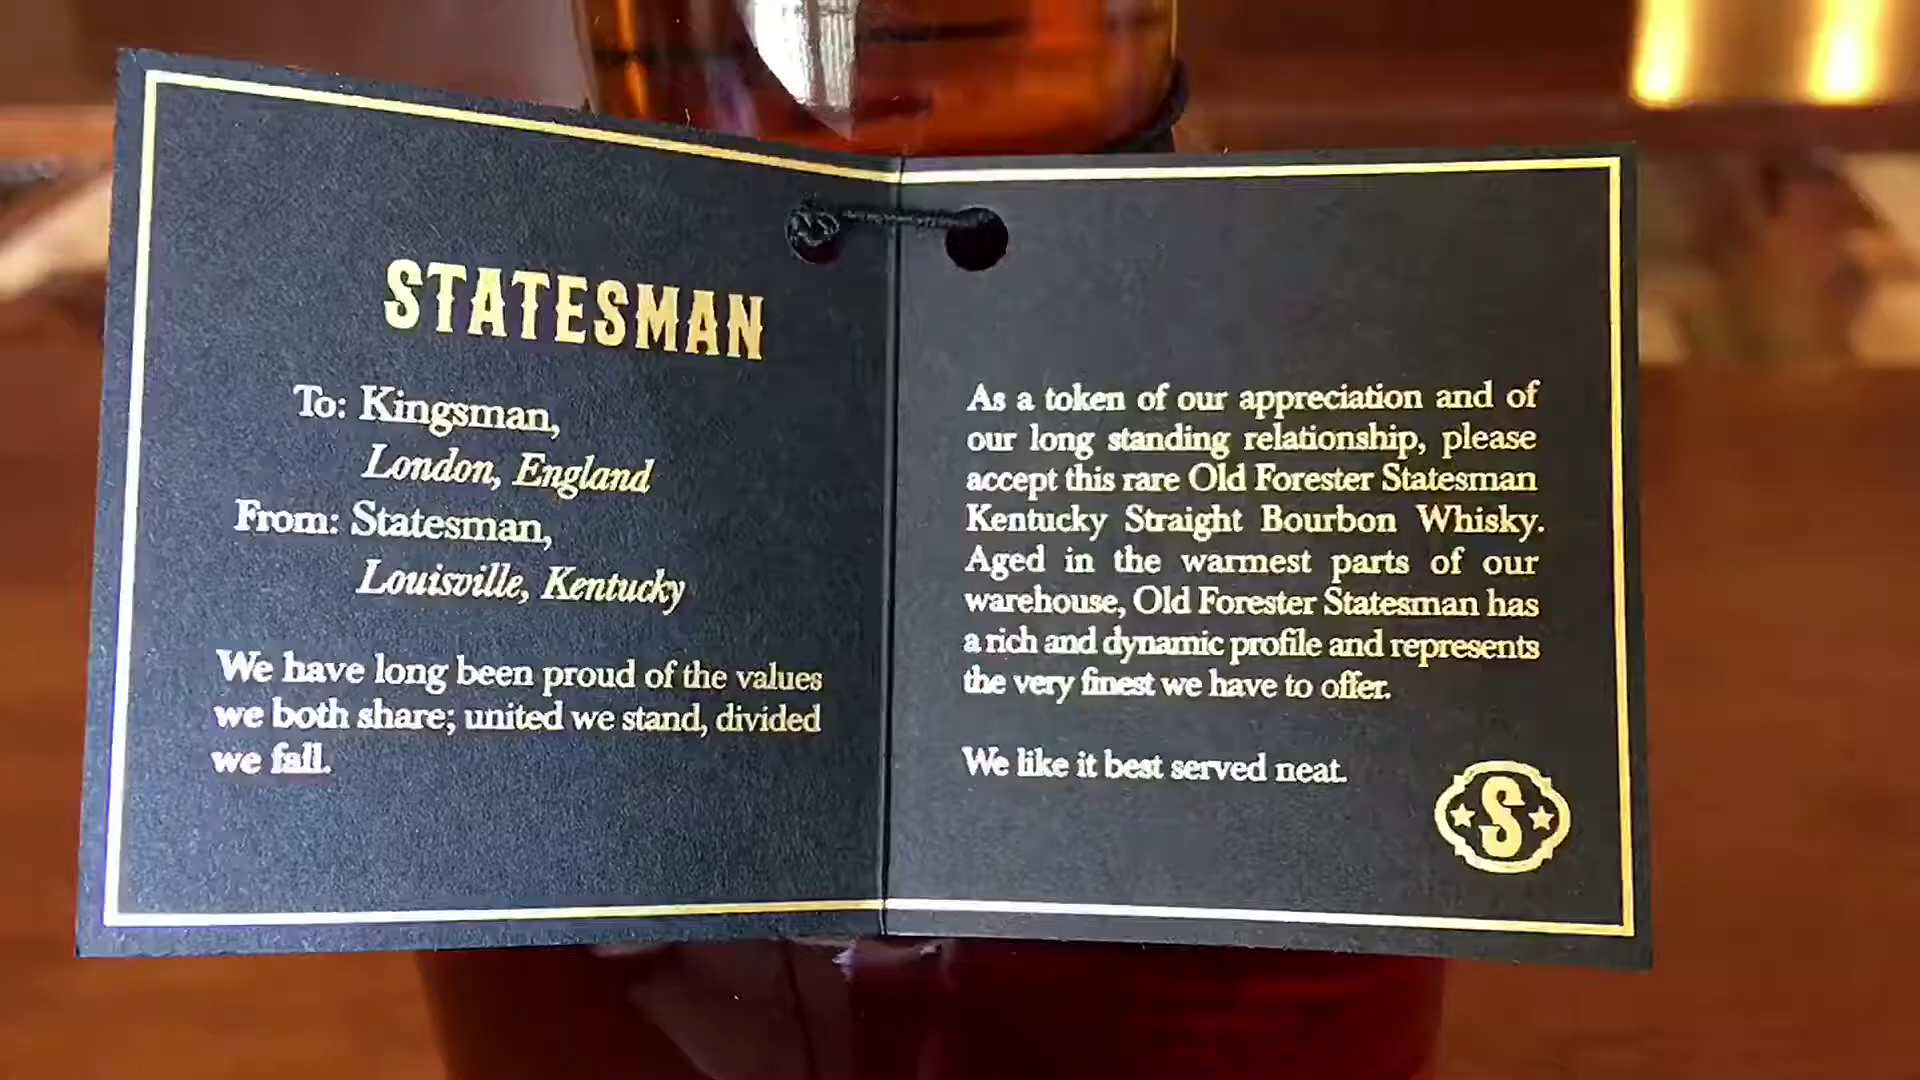 STATESMAN
To: Kingsman,
London, England
From: Statesman,
Louisville, Kentucky
We have long been proud of the values
we both share; united we stand, divided
we fall.
As a token of our appreciation and of
our long standing relationship, please
accept this rare Old Forester Statesman
Kentucky Straight Bourbon Whisky.
Aged in the warmest parts of our
warehouse, Old Forester Statesman has
a rich and dynamic profile and represents
the very finest we have to offer.
We like it best served neat.
S